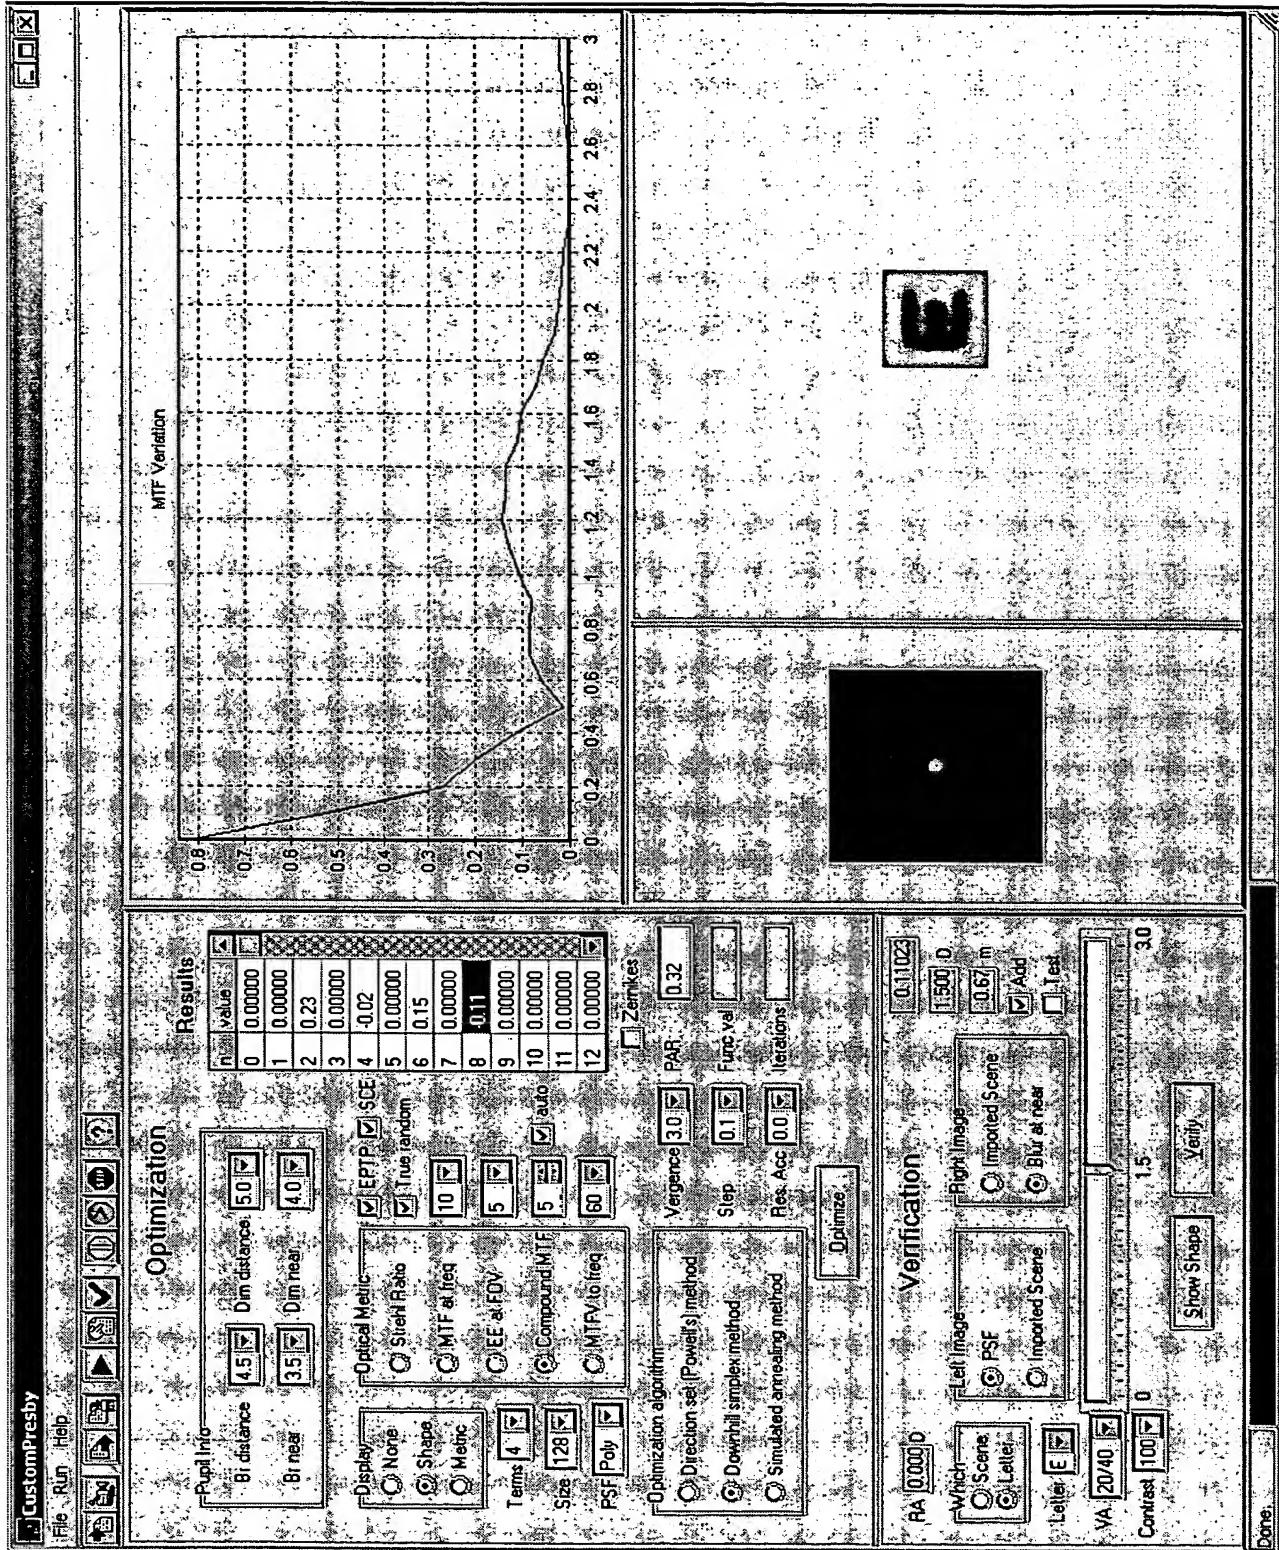 CustomPresby
File Run Help
Optimization
Pupil Info
Br distance 4.5 Dim distance 5.0
Br near 3.5 Dim near 4.0
Display
None
Shape
Metric
Terms 4
Size 128
PSF Poly
Optical Metric
Strehl Ratio
MTF at freq
EE at FOV
Compound MTF
MTFV to freq
EPTP SCE
True random
10
5
5 auto
60
Results
n value
0 0.00000
1 0.00000
2 0.23
3 0.00000
4 -0.02
5 0.00000
6 0.15
7 0.00000
8 -0.11
9 0.00000
10 0.00000
11 0.00000
12 0.00000
Zernikes
Optimization algorithm
Direction set (Powell's) method
Downhill simplex method
Simulated annealing method
Vergence 3.0 PAR 0.32
Step 0.1 Func val
Res. Acc 0.0 Iterations
Optimize
Verification
RA 0.000 D
Which
Scene
Letter
Letter E
VA 20/40
Contrast 100
Left Image
PSF
Imported Scene
Right Image
Imported Scene
Blur at near
0.11023
1.500 D
0.67 m
Add
Test
0 1.5 3.0
Show Shape
Verify
MTF Variation
0.8
0.7
0.6
0.5
0.4
0.3
0.2
0.1
0
0 0.2 0.4 0.6 0.8 1 1.2 1.4 1.6 1.8 2 2.2 2.4 2.6 2.8 3
E
Done.